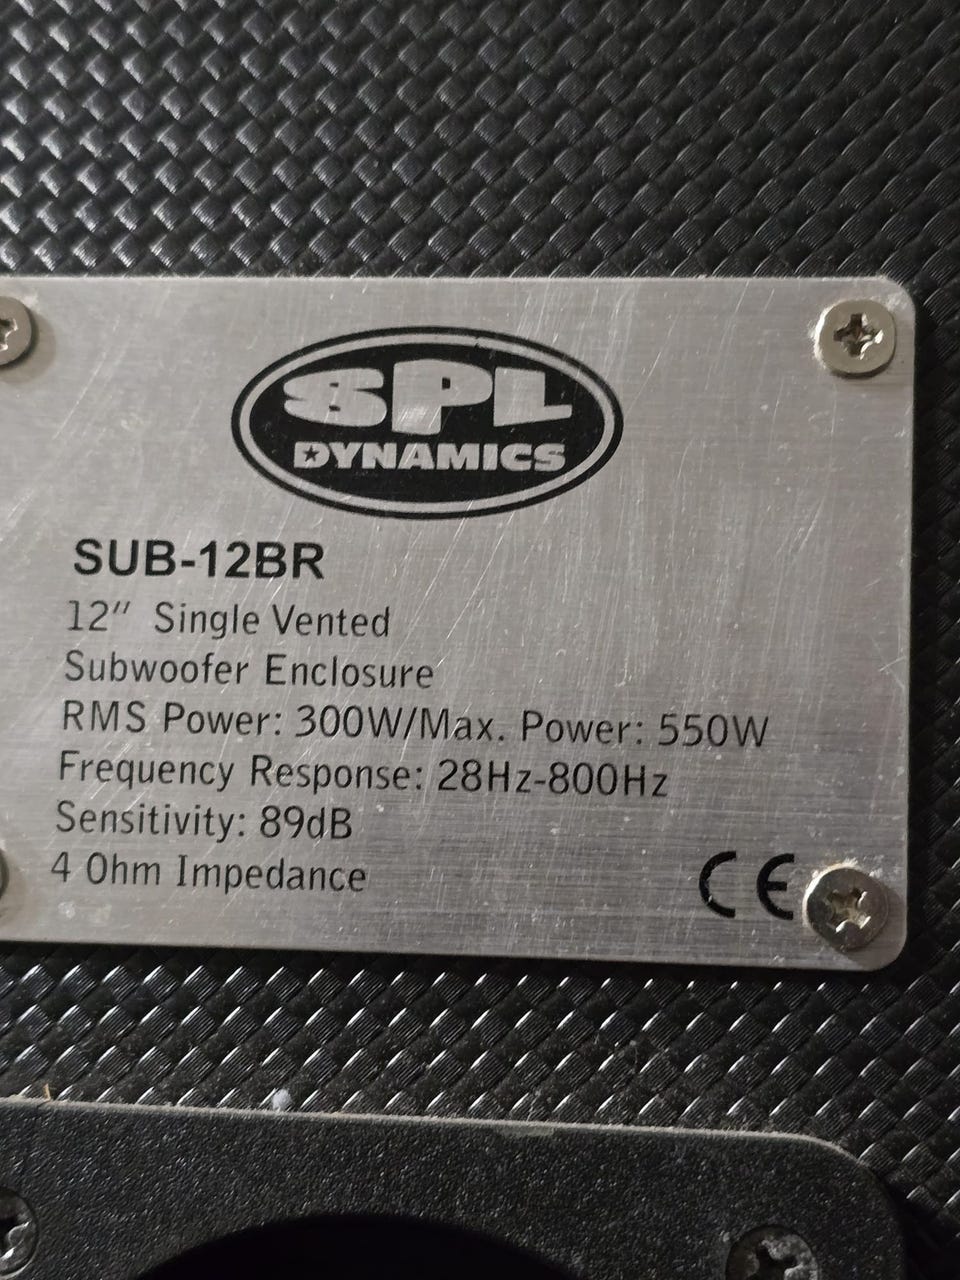 SPL
DYNAMICS
SUB-12BR
12" Single Vented
Subwoofer Enclosure
RMS Power: 300W/Max. Power: 550W
Frequency Response: 28Hz-800Hz
Sensitivity: 89dB
4 Ohm Impedance
CE